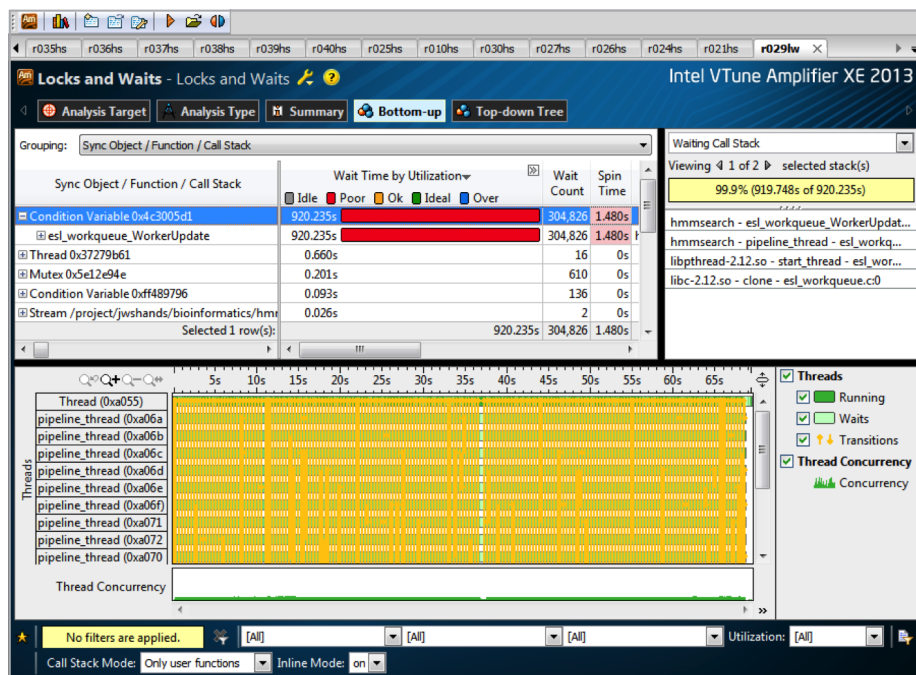 r035hs r036hs r037hs r038hs r039hs r040hs r025hs r010hs r030hs r027hs r026hs r024hs r021hs r029lw
Locks and Waits - Locks and Waits
Intel VTune Amplifier XE 2013
Analysis Target Analysis Type Summary Bottom-up Top-down Tree
Grouping: Sync Object / Function / Call Stack
Sync Object / Function / Call Stack
Wait Time by Utilization
Idle Poor Ok Ideal Over
Wait Count
Spin Time
Condition Variable 0x4c3005d1 920.235s 304,826 1.480s
esl_workqueue_WorkerUpdate 920.235s 304,826 1.480s
Thread 0x37279b61 0.660s 16 0s
Mutex 0x5e12e94e 0.201s 610 0s
Condition Variable 0xff489796 0.093s 136 0s
Stream /project/jwshands/bioinformatics/hmr 0.026s 2 0s
Selected 1 row(s): 920.235s 304,826 1.480s
Waiting Call Stack
Viewing 1 of 2 selected stack(s)
99.9% (919.748s of 920.235s)
hmmsearch - esl_workqueue_WorkerUpdat...
hmmsearch - pipeline_thread - esl_workq...
libpthread-2.12.so - start_thread - esl_wor...
libc-2.12.so - clone - esl_workqueue.c:0
5s 10s 15s 20s 25s 30s 35s 40s 45s 50s 55s 60s 65s
Threads
Thread (0xa055)
pipeline_thread (0xa06a
pipeline_thread (0xa06b
pipeline_thread (0xa06c
pipeline_thread (0xa06d
pipeline_thread (0xa06e
pipeline_thread (0xa06f)
pipeline_thread (0xa071
pipeline_thread (0xa072
pipeline_thread (0xa070
Thread Concurrency
Threads
Running
Waits
Transitions
Thread Concurrency
Concurrency
No filters are applied. [All] [All] [All] Utilization: [All]
Call Stack Mode: Only user functions Inline Mode: on